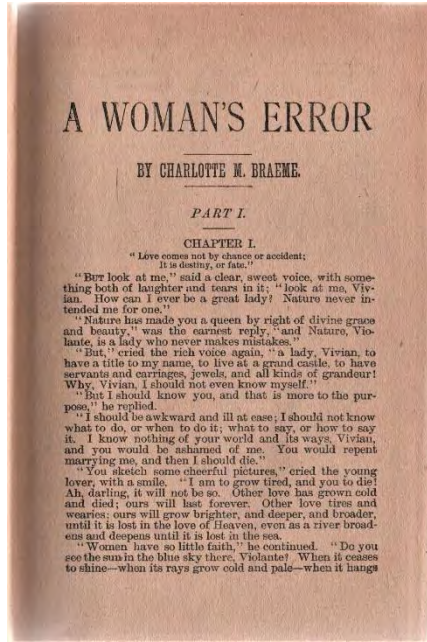 A WOMAN'S ERROR
BY CHARLOTTE M. BRAEME.
PART I.
CHAPTER I.
"Love comes not by chance or accident;
It is destiny, or fate."
"BUT look at me," said a clear, sweet voice, with some-
thing both of laughter and tears in it; "look at me, Viv-
ian. How can I ever be a great lady? Nature never in-
tended me for one."
"Nature has made you a queen by right of divine grace
and beauty," was the earnest reply, "and Nature, Vio-
lante, is a lady who never makes mistakes."
"But," cried the rich voice again, "a lady, Vivian, to
have a title to my name, to live at a grand castle, to have
servants and carriages, jewels, and all kinds of grandeur!
Why, Vivian, I should not even know myself."
"But I should know you, and that is more to the pur-
pose," he replied.
"I should be awkward and ill at ease; I should not know
what to do, or when to do it; what to say, or how to say
it. I know nothing of your world and its ways, Vivian,
and you would be ashamed of me. You would repent
marrying me, and then I should die."
"You sketch some cheerful pictures," cried the young
lover, with a smile. "I am to grow tired, and you to die!
Ah, darling, it will not be so. Other love has grown cold
and died; ours will last forever. Other love tires and
wearies; ours will grow brighter, and deeper, and broader,
until it is lost in the love of Heaven, even as a river broad-
ens and deepens until it is lost in the sea.
"Women have so little faith," he continued. "Do you
see the sun in the blue sky there, Violante? When it ceases
to shine—when its rays grow cold and pale—when it hangs